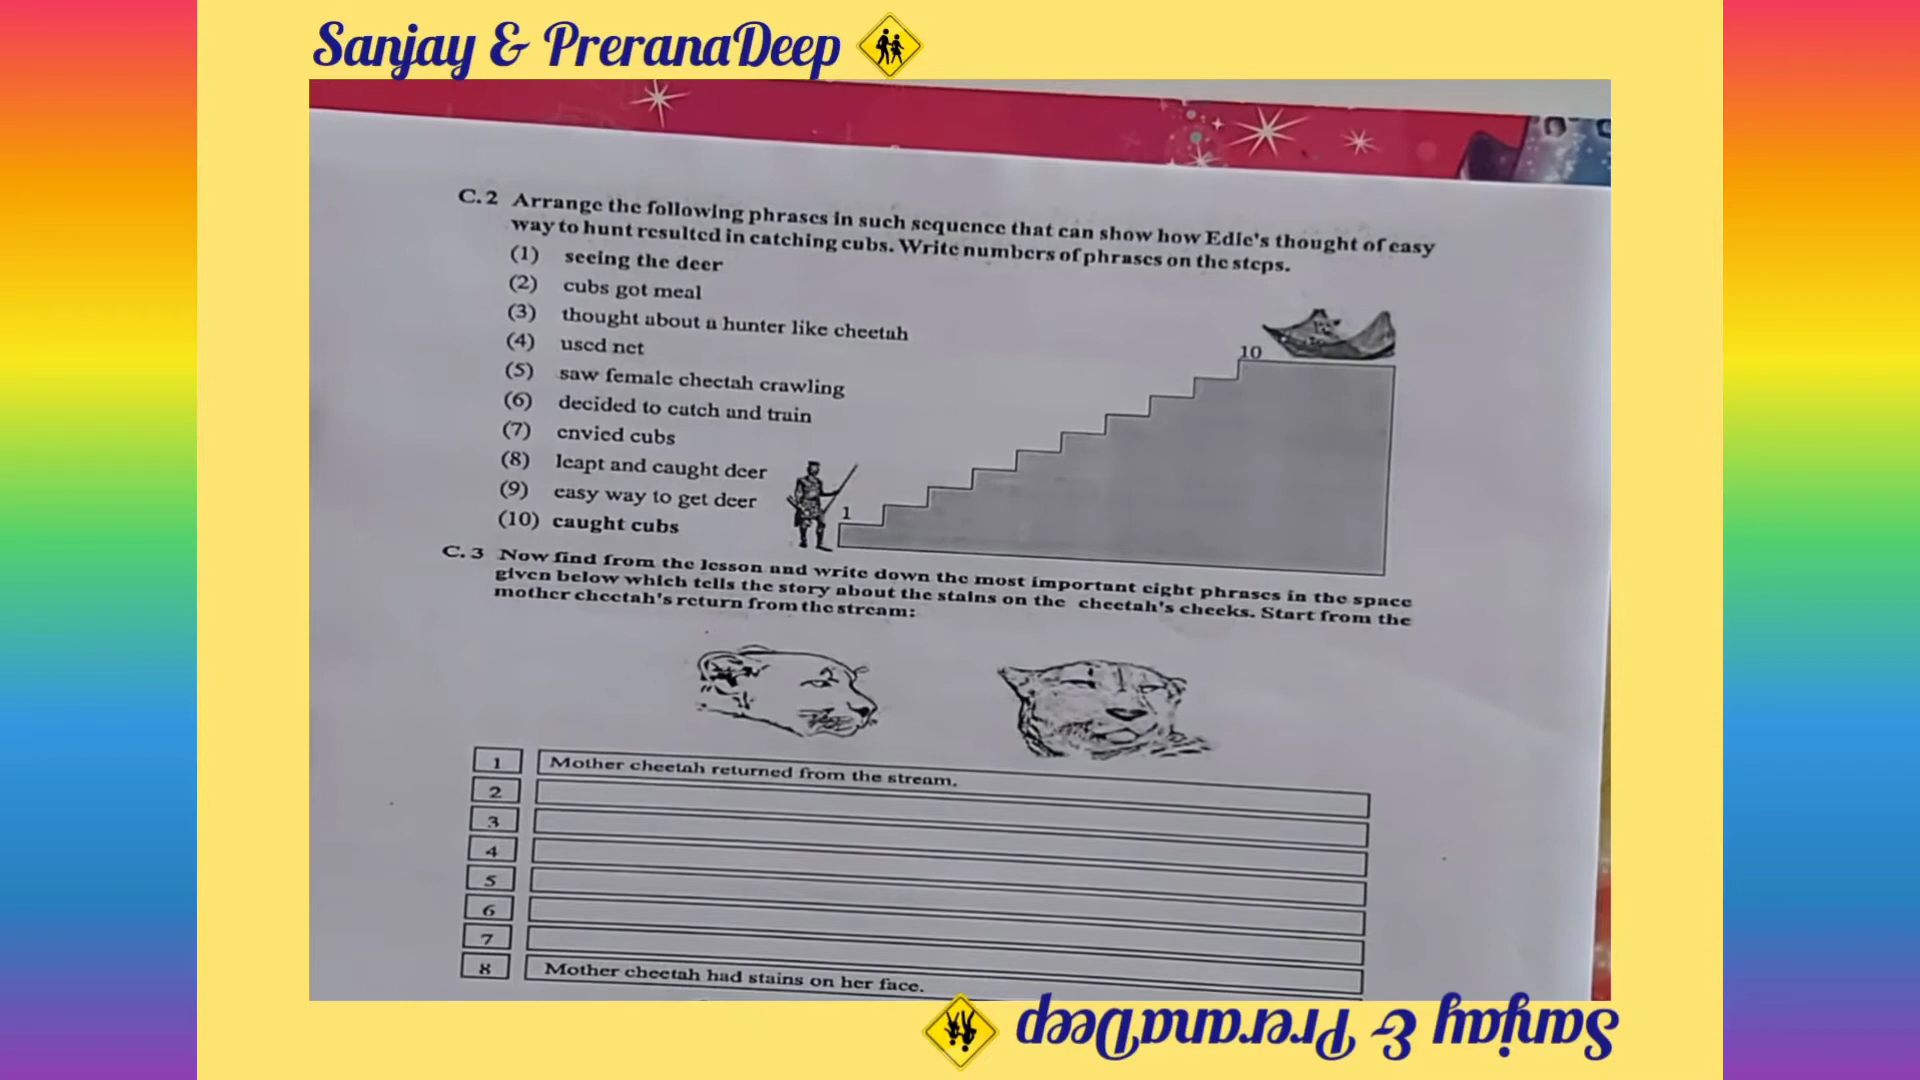 Sanjay & PreranaDeep
C.2 Arrange the following phrases in such sequence that can show how Edie's thought of easy
way to hunt resulted in catching cubs. Write numbers of phrases on the steps.
(1) seeing the deer
(2) cubs got meal
(3) thought about a hunter like cheetah
(4) used net
(5) saw female cheetah crawling
(6) decided to catch and train
(7) envied cubs
(8) leapt and caught deer
(9) easy way to get deer
(10) caught cubs
1
10
C.3 Now find from the lesson and write down the most important eight phrases in the space
given below which tells the story about the stains on the cheetah's cheeks. Start from the
mother cheetah's return from the stream:
1 Mother cheetah returned from the stream.
2
3
4
5
6
7
8 Mother cheetah had stains on her face.
Sanjay & PreranaDeep